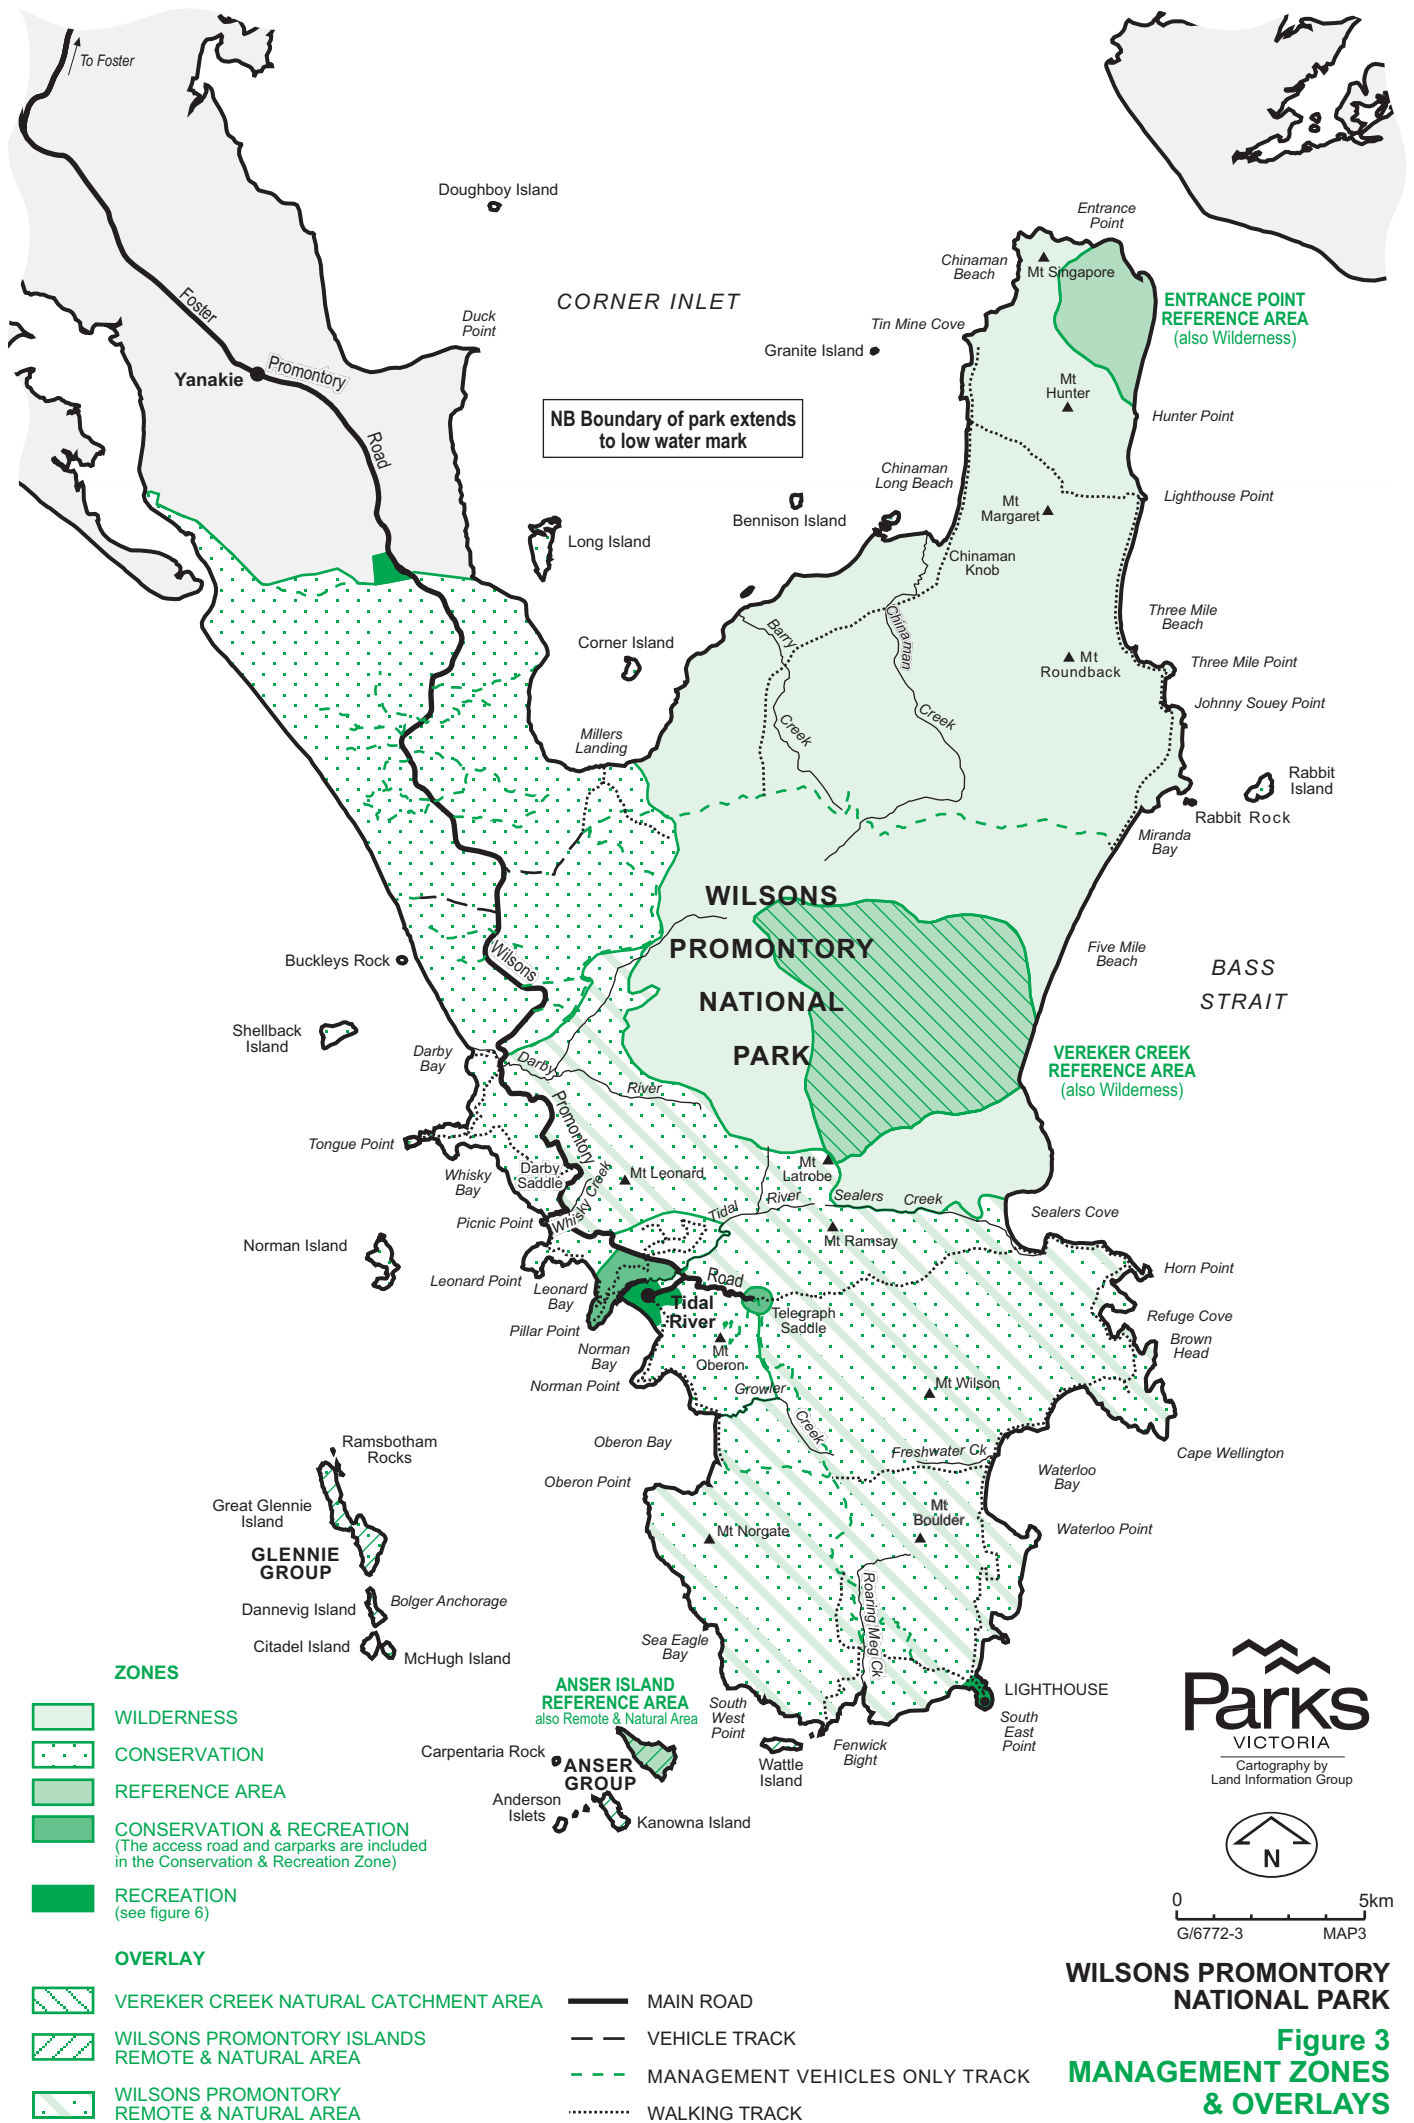 To Foster
Doughboy Island
Entrance
Point
Chinaman
Beach
Mt Singapore
CORNER INLET
ENTRANCE POINT
REFERENCE AREA
(also Wilderness)
Foster
Duck
Point
Tin Mine Cove
Granite Island
Yanakie
Promontory
Mt
Hunter
NB Boundary of park extends
to low water mark
Hunter Point
Road
Chinaman
Long Beach
Lighthouse Point
Mt
Margaret
Bennison Island
Long Island
Chinaman
Knob
Three Mile
Beach
Barry
Chinaman
Corner Island
Mt
Roundback
Three Mile Point
Johnny Souey Point
Creek
Creek
Millers
Landing
Rabbit
Island
Rabbit Rock
Miranda
Bay
WILSONS
PROMONTORY
NATIONAL
PARK
Five Mile
Beach
BASS
STRAIT
Buckleys Rock
Wilsons
Shellback
Island
Darby
Bay
Darby
River
VEREKER CREEK
REFERENCE AREA
(also Wilderness)
Promontory
Tongue Point
Whisky
Bay
Darby
Saddle
Mt Leonard
Mt
Latrobe
Whisky Creek
Picnic Point
Tidal
River
Sealers
Creek
Sealers Cove
Mt Ramsay
Norman Island
Leonard Point
Leonard
Bay
Road
Horn Point
Tidal
River
Telegraph
Saddle
Refuge Cove
Pillar Point
Brown
Head
Norman
Bay
Mt
Oberon
Norman Point
Growler
Mt Wilson
Creek
Oberon Bay
Freshwater Ck
Cape Wellington
Ramsbotham
Rocks
Oberon Point
Waterloo
Bay
Great Glennie
Island
Mt
Boulder
Mt Norgate
Waterloo Point
GLENNIE
GROUP
Roaring Meg Ck
Dannevig Island
Bolger Anchorage
Citadel Island
McHugh Island
Sea Eagle
Bay
ANSER ISLAND
REFERENCE AREA
also Remote & Natural Area
South
West
Point
LIGHTHOUSE
South
East
Point
Carpentaria Rock
ANSER
GROUP
Wattle
Island
Fenwick
Bight
Anderson
Islets
Kanowna Island
ZONES
WILDERNESS
CONSERVATION
REFERENCE AREA
CONSERVATION & RECREATION
(The access road and carparks are included
in the Conservation & Recreation Zone)
RECREATION
(see figure 6)
OVERLAY
VEREKER CREEK NATURAL CATCHMENT AREA
WILSONS PROMONTORY ISLANDS
REMOTE & NATURAL AREA
WILSONS PROMONTORY
REMOTE & NATURAL AREA
MAIN ROAD
VEHICLE TRACK
MANAGEMENT VEHICLES ONLY TRACK
WALKING TRACK
Parks
VICTORIA
Cartography by
Land Information Group
N
0 5km
G/6772-3 MAP3
WILSONS PROMONTORY
NATIONAL PARK
Figure 3
MANAGEMENT ZONES
& OVERLAYS